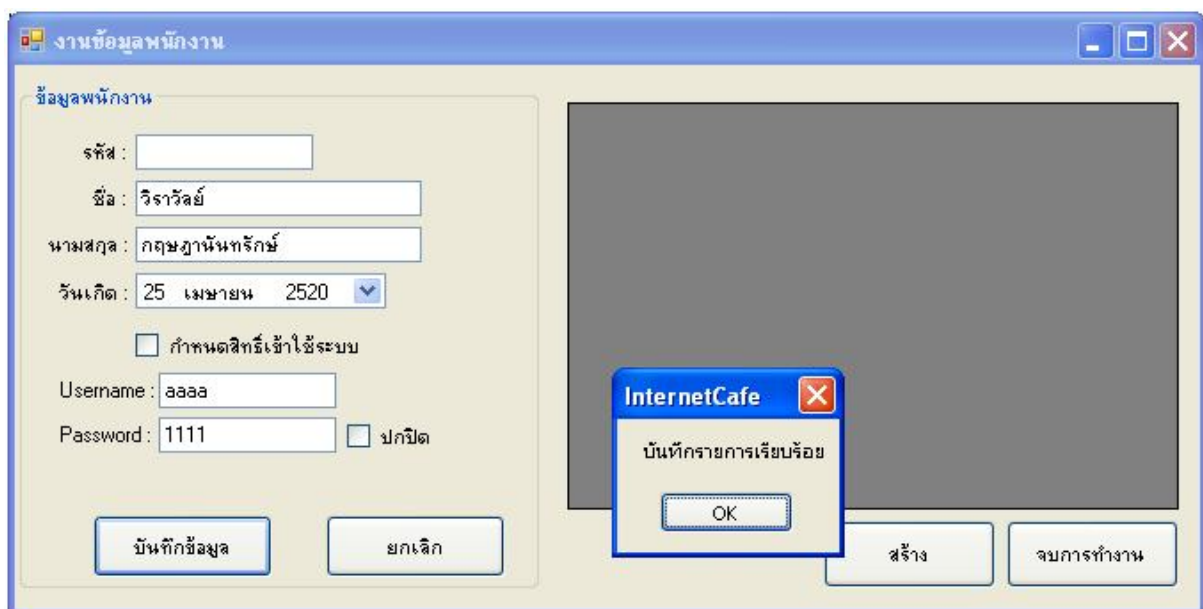 งานข้อมูลพนักงาน
ข้อมูลพนักงาน
รหัส :
ชื่อ : วิราวัลย์
นามสกุล : กฤษฎานันทรักษ์
วันเกิด : 25 เมษายน 2520
กำหนดสิทธิ์เข้าใช้ระบบ
Username : aaaa
Password : 1111
ปกปิด
บันทึกข้อมูล
ยกเลิก
InternetCafe
บันทึกรายการเรียบร้อย
OK
สร้าง
จบการทำงาน